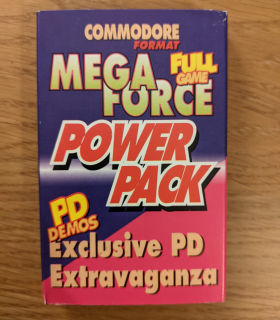 COMMODORE
FORMAT
MEGA FULL
GAME
FORCE
POWER
PACK
PD
DEMOS
Exclusive PD
Extravaganza